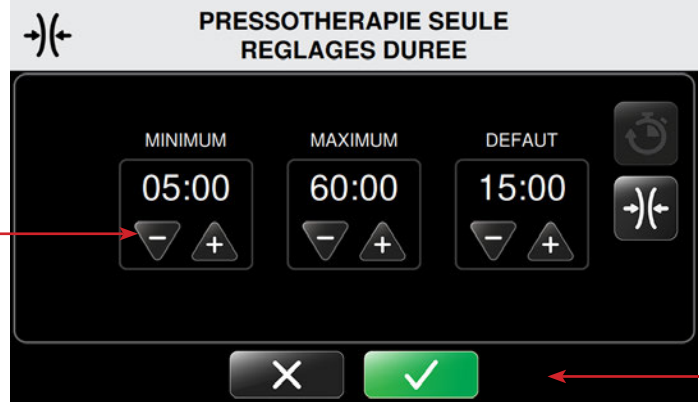 PRESSOTHERAPIE SEULE
REGLAGES DUREE
MINIMUM MAXIMUM DEFAUT
05:00 60:00 15:00
- + - + - +